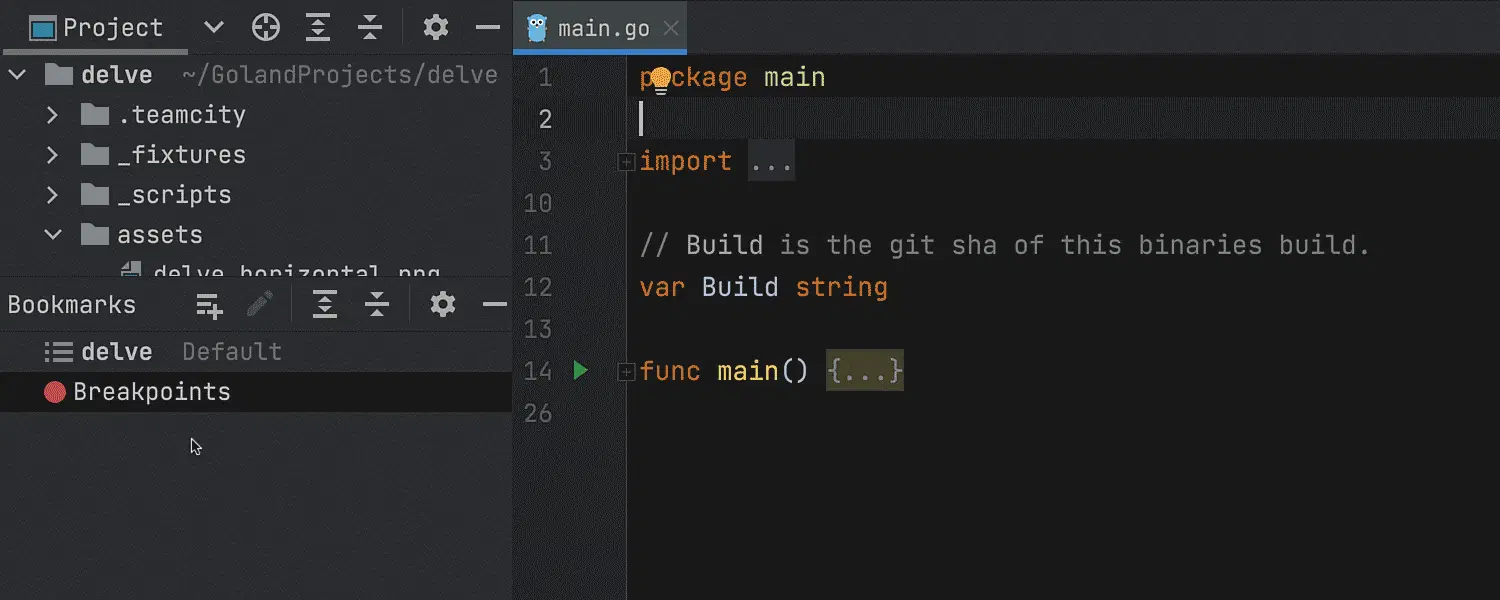 Project
delve ~/GolandProjects/delve
.teamcity
_fixtures
_scripts
assets
delve_horizontal.png
Bookmarks
delve Default
Breakpoints
main.go
1 package main
2
3 import ...
10
11 // Build is the git sha of this binaries build.
12 var Build string
13
14 func main() {...}
26